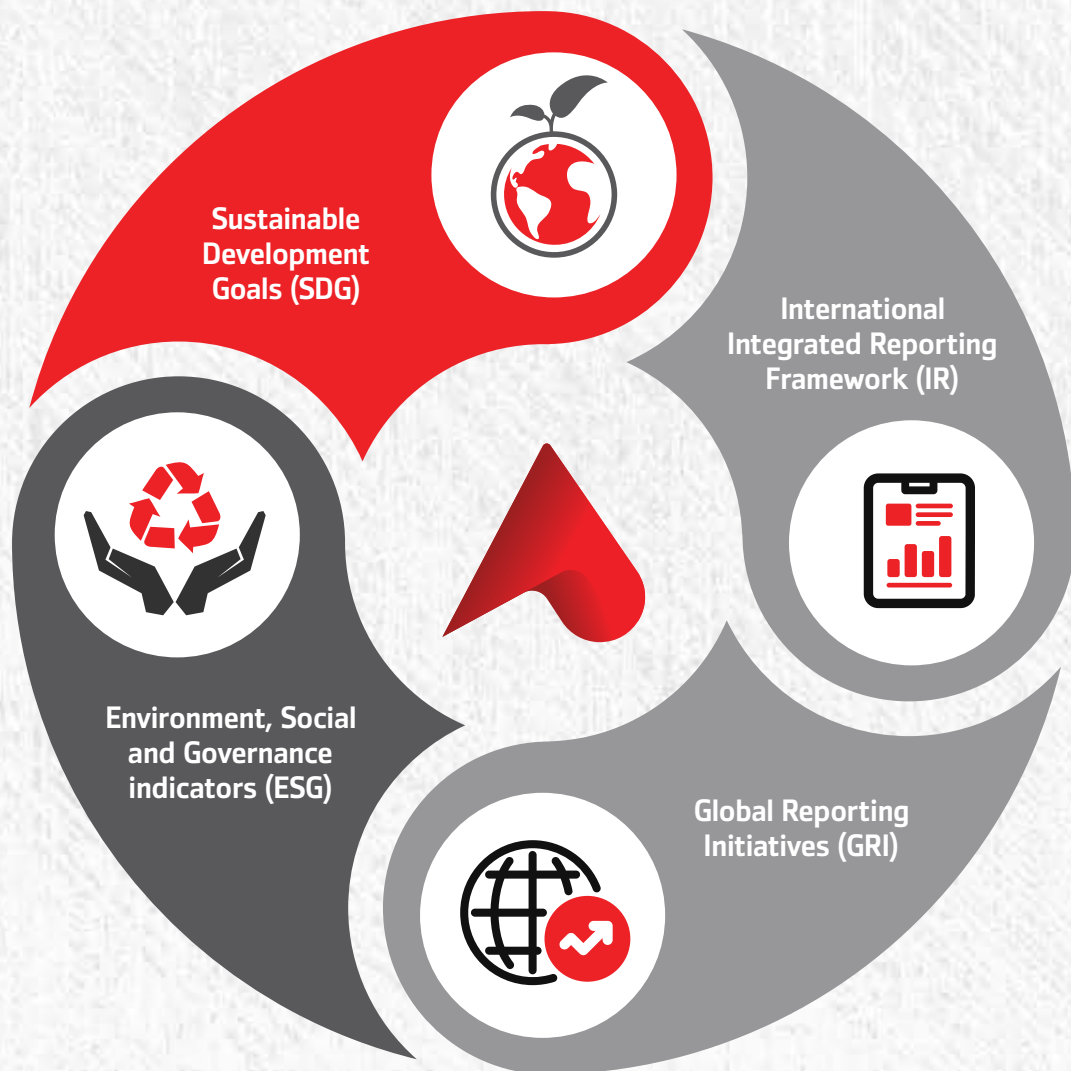 Sustainable
Development
Goals (SDG)
International
Integrated Reporting
Framework (IR)
Environment, Social
and Governance
indicators (ESG)
Global Reporting
Initiatives (GRI)